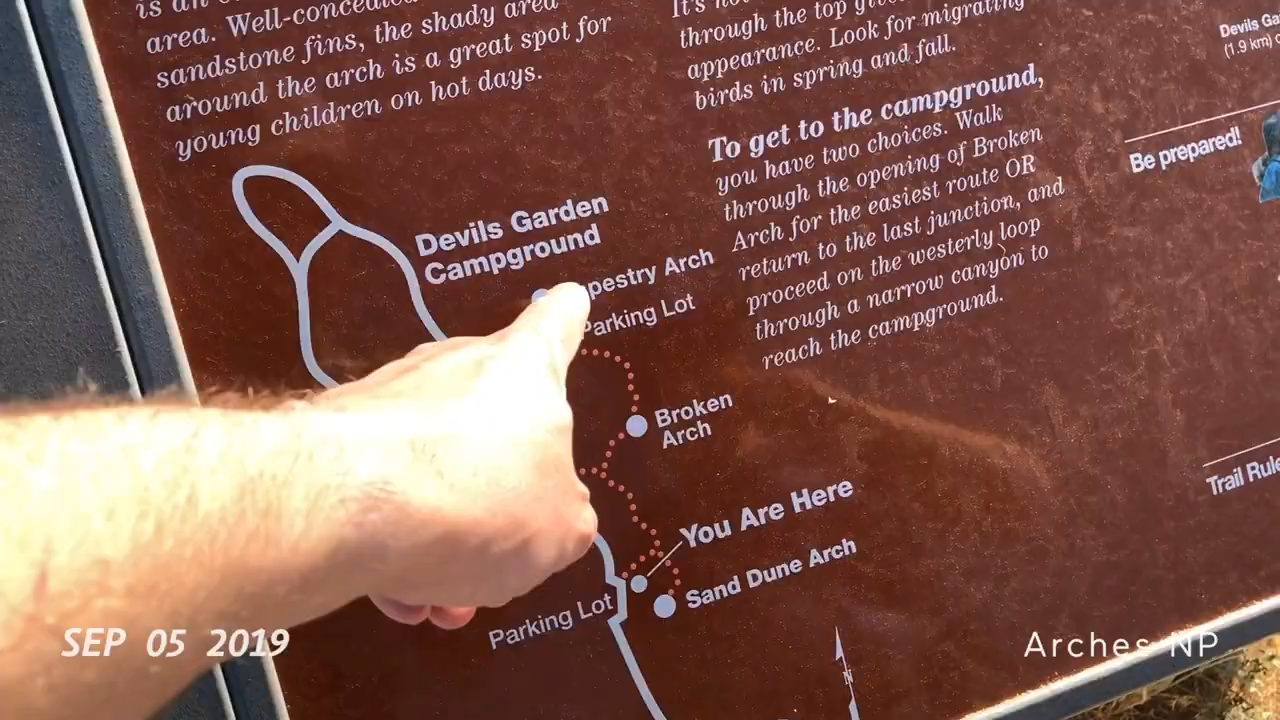 is an
area. Well-concealed
sandstone fins, the shady area
around the arch is a great spot for
young children on hot days.
It's not
through the top
appearance. Look for migrating
birds in spring and fall.
To get to the campground,
you have two choices. Walk
through the opening of Broken
Arch for the easiest route OR
return to the last junction, and
proceed on the westerly loop
through a narrow canyon to
reach the campground.
Devils Ga
(1.9 km)
Be prepared!
Trail Rule
Devils Garden
Campground
pestry Arch
Parking Lot
Broken
Arch
You Are Here
Sand Dune Arch
Parking Lot
N
SEP 05 2019
Arches NP